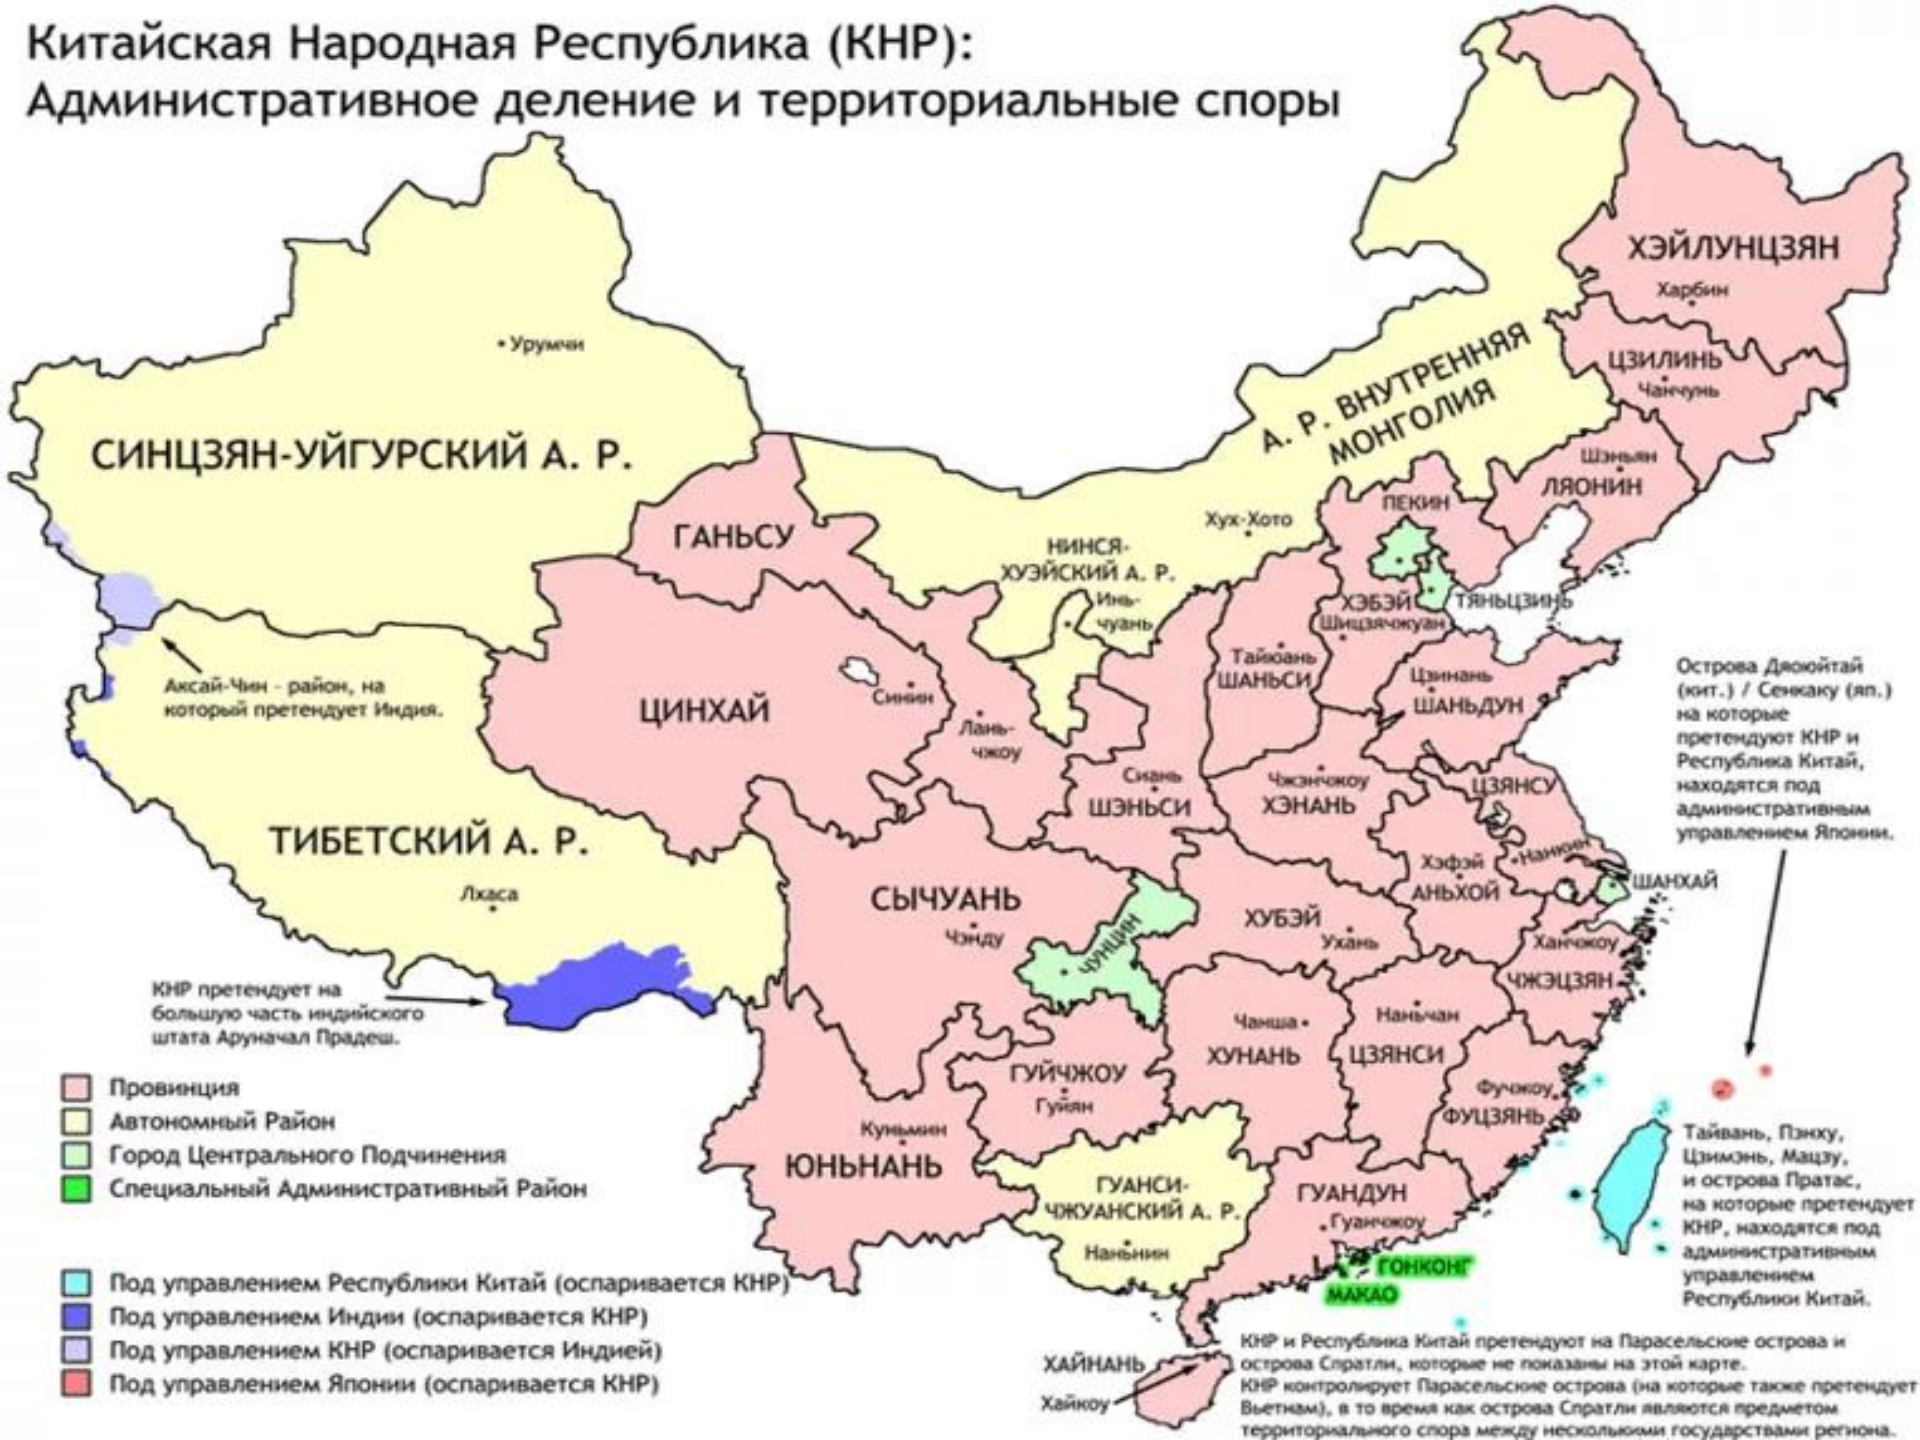 Китайская Народная Республика (КНР):
Административное деление и территориальные споры
ХЭЙЛУНЦЗЯН
Харбин
Урумчи
ЦЗИЛИНЬ
Чанчунь
А. Р. ВНУТРЕННЯЯ
МОНГОЛИЯ
СИНЦЗЯН-УЙГУРСКИЙ А. Р.
Шэньян
ЛЯОНИН
ПЕКИН
ГАНЬСУ
Хух-Хото
НИНСЯ-
ХУЭЙСКИЙ А. Р.
Инь-
чуань
ХЭБЭЙ
ТЯНЬЦЗИНЬ
Шицзячжуан
Тайюань
ШАНЬСИ
Цзинань
ШАНЬДУН
Аксай-Чин - район, на
который претендует Индия.
ЦИНХАЙ
Синин
Лань-
чжоу
Острова Дяоюйтай
(кит.) / Сенкаку (яп.)
на которые
претендуют КНР и
Республика Китай,
находятся под
административным
управлением Японии.
Сиань
ШЭНЬСИ
Чжэнчжоу
ХЭНАНЬ
ЦЗЯНСУ
Нанкин
ТИБЕТСКИЙ А. Р.
Лхаса
Хэфэй
АНЬХОЙ
ШАНХАЙ
СЫЧУАНЬ
Чэнду
ЧУНЦИН
ХУБЭЙ
Ухань
Ханчжоу
ЧЖЭЦЗЯН
КНР претендует на
большую часть индийского
штата Аруначал Прадеш.
Чанша
ХУНАНЬ
Наньчан
ЦЗЯНСИ
ГУЙЧЖОУ
Гуйян
Фучжоу
ФУЦЗЯНЬ
Куньмин
ЮНЬНАНЬ
ГУАНСИ-
ЧЖУАНСКИЙ А. Р.
Наньнин
ГУАНДУН
Гуанчжоу
ГОНКОНГ
МАКАО
Тайвань, Пэнху,
Цзимэнь, Мацзу,
и острова Пратас,
на которые претендует
КНР, находятся под
административным
управлением
Республики Китай.
Провинция
Автономный Район
Город Центрального Подчинения
Специальный Административный Район
Под управлением Республики Китай (оспаривается КНР)
Под управлением Индии (оспаривается КНР)
Под управлением КНР (оспаривается Индией)
Под управлением Японии (оспаривается КНР)
ХАЙНАНЬ
Хайкоу
КНР и Республика Китай претендуют на Парасельские острова и
острова Спратли, которые не показаны на этой карте.
КНР контролирует Парасельские острова (на которые также претендует
Вьетнам), в то время как острова Спратли являются предметом
территориального спора между несколькими государствами региона.